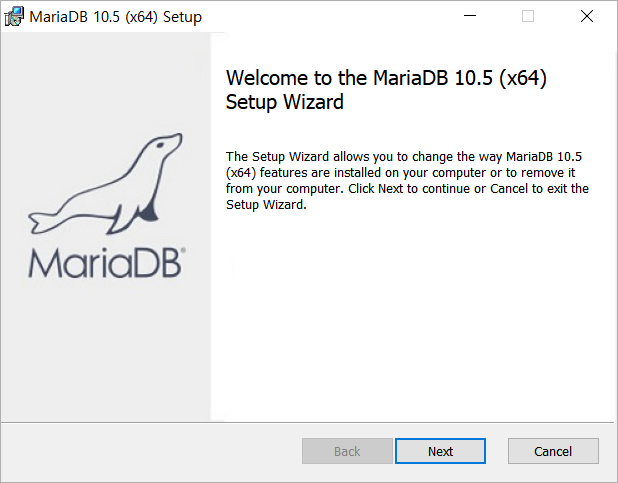 MariaDB 10.5 (x64) Setup
Welcome to the MariaDB 10.5 (x64)
Setup Wizard
The Setup Wizard allows you to change the way MariaDB 10.5
(x64) features are installed on your computer or to remove it
from your computer. Click Next to continue or Cancel to exit the
Setup Wizard.
MariaDB®
Back
Next
Cancel